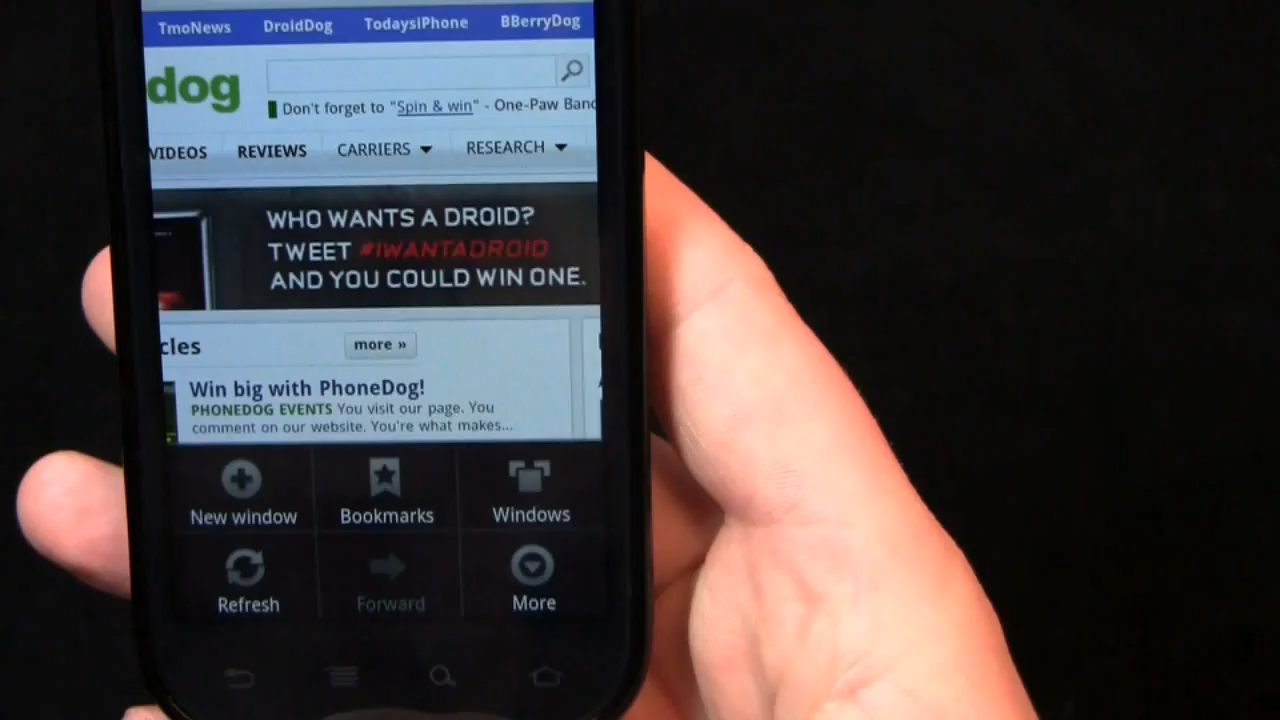 TmoNews DroidDog TodaysiPhone BBerryDog
dog
Don't forget to "Spin & win" - One-Paw Band
VIDEOS REVIEWS CARRIERS RESEARCH
WHO WANTS A DROID?
TWEET #IWANTADROID
AND YOU COULD WIN ONE.
cles more »
Win big with PhoneDog!
PHONEDOG EVENTS You visit our page. You
comment on our website. You're what makes...
New window Bookmarks Windows
Refresh Forward More